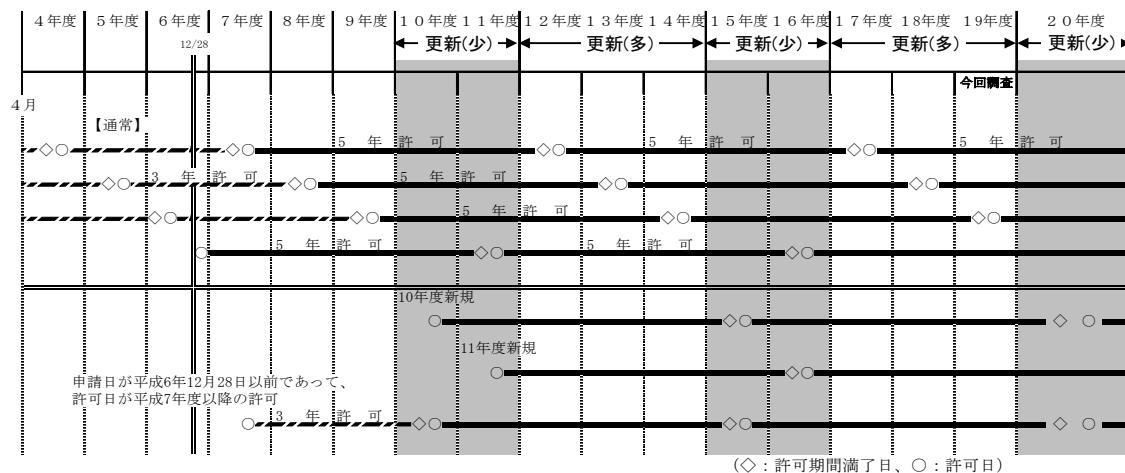 ４年度 ５年度 ６年度 ７年度 ８年度 ９年度 １０年度 １１年度 １２年度 １３年度 １４年度 １５年度 １６年度 １７年度 18年度 19年度 ２０年度
12/28 更新(少) 更新(多) 更新(少) 更新(多) 更新(少)
今回調査
４月
【通常】
５年許可 ５年許可 ５年許可
３年許可 ５年許可
５年許可
５年許可 ５年許可
10年度新規
11年度新規
申請日が平成6年12月28日以前であって、
許可日が平成7年度以降の許可
３年許可
（◇：許可期間満了日、○：許可日）